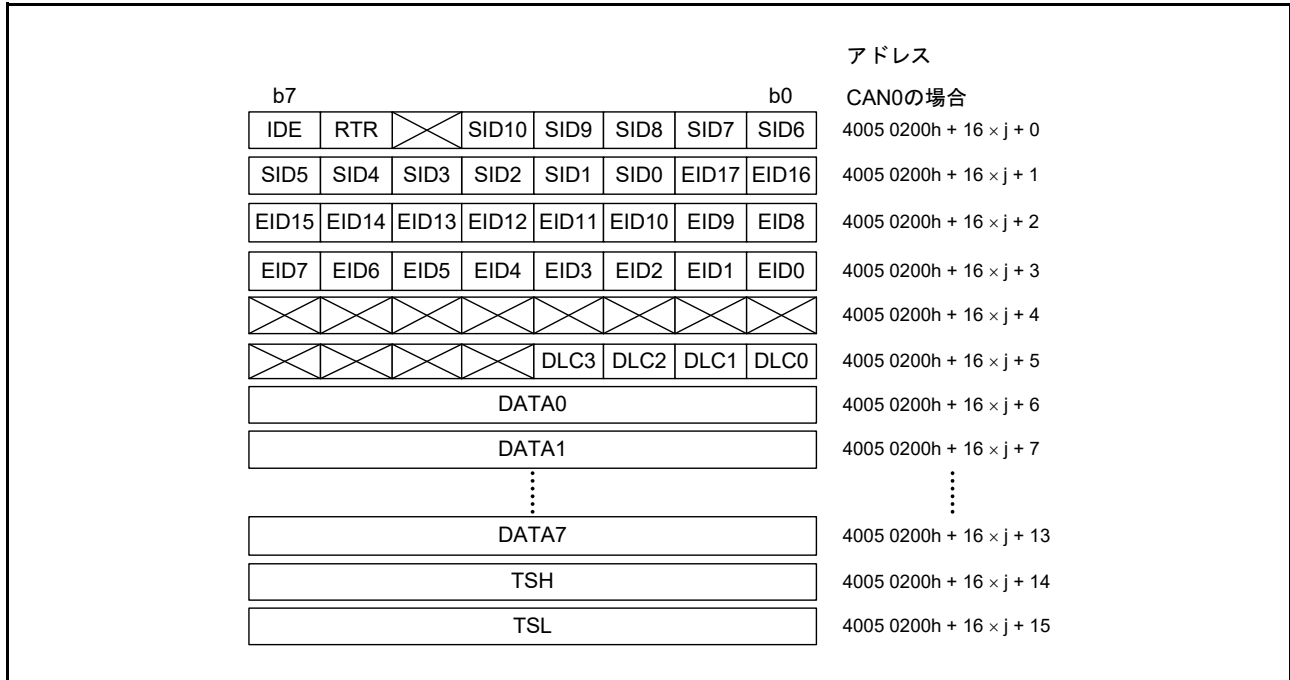 アドレス
b7 b0 CAN0の場合
IDE RTR SID10 SID9 SID8 SID7 SID6 4005 0200h + 16 × j + 0
SID5 SID4 SID3 SID2 SID1 SID0 EID17 EID16 4005 0200h + 16 × j + 1
EID15 EID14 EID13 EID12 EID11 EID10 EID9 EID8 4005 0200h + 16 × j + 2
EID7 EID6 EID5 EID4 EID3 EID2 EID1 EID0 4005 0200h + 16 × j + 3
4005 0200h + 16 × j + 4
DLC3 DLC2 DLC1 DLC0 4005 0200h + 16 × j + 5
DATA0 4005 0200h + 16 × j + 6
DATA1 4005 0200h + 16 × j + 7
DATA7 4005 0200h + 16 × j + 13
TSH 4005 0200h + 16 × j + 14
TSL 4005 0200h + 16 × j + 15